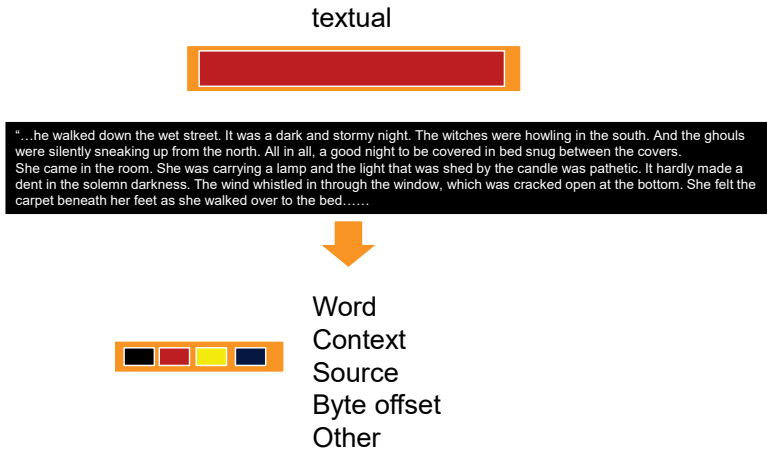 textual
“…he walked down the wet street. It was a dark and stormy night. The witches were howling in the south. And the ghouls
were silently sneaking up from the north. All in all, a good night to be covered in bed snug between the covers.
She came in the room. She was carrying a lamp and the light that was shed by the candle was pathetic. It hardly made a
dent in the solemn darkness. The wind whistled in through the window, which was cracked open at the bottom. She felt the
carpet beneath her feet as she walked over to the bed……
Word
Context
Source
Byte offset
Other